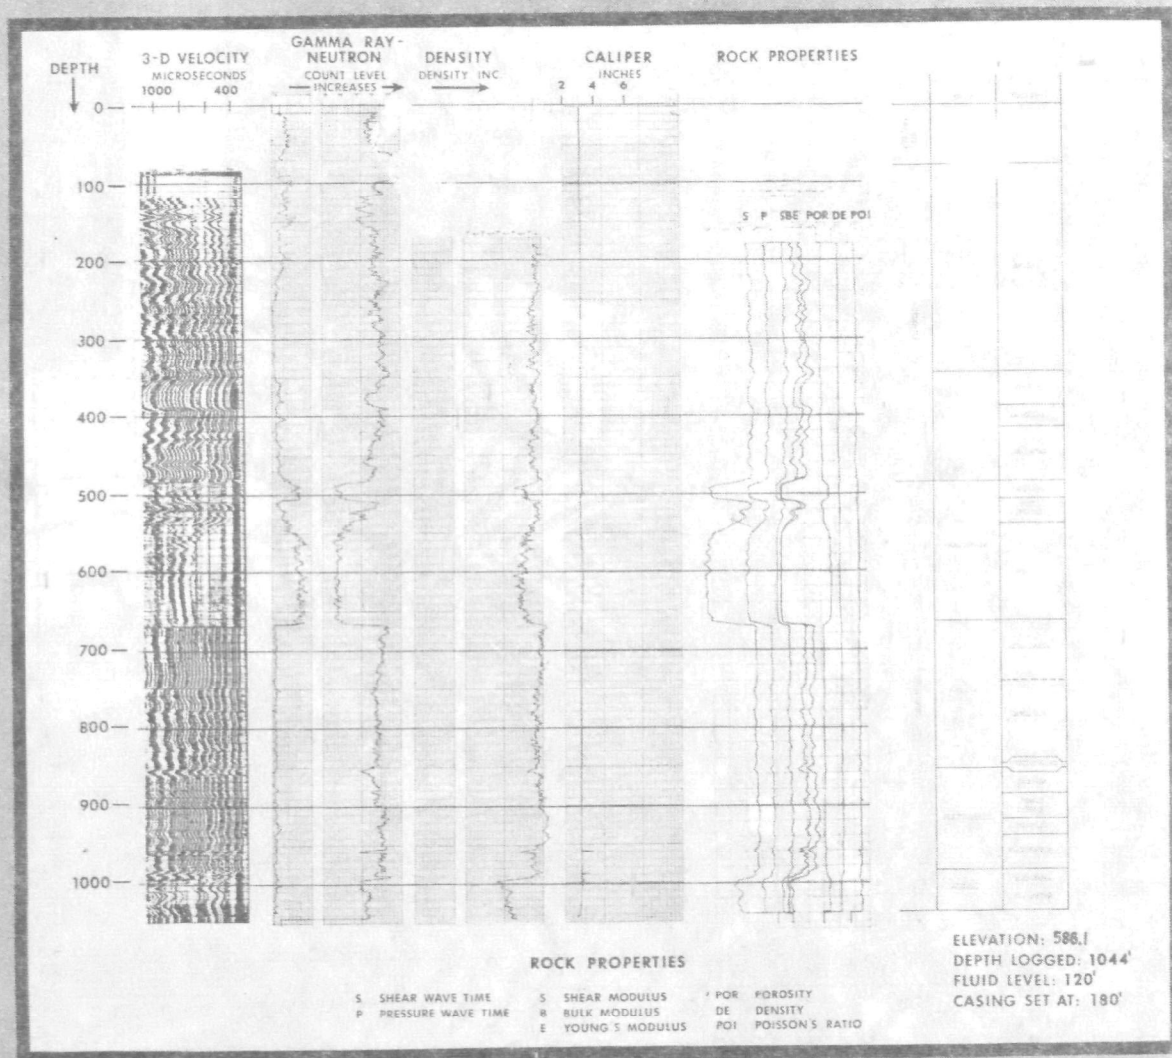 DEPTH
3-D VELOCITY
MICROSECONDS
1000 400
GAMMA RAY-
NEUTRON
COUNT LEVEL
INCREASES
DENSITY
DENSITY INC.
CALIPER
INCHES
2 4 6
ROCK PROPERTIES
0
100
S P SBE POR DE POI
200
300
400
500
600
700
800
900
1000
ROCK PROPERTIES
S SHEAR WAVE TIME
P PRESSURE WAVE TIME
S SHEAR MODULUS
B BULK MODULUS
E YOUNG'S MODULUS
POR POROSITY
DE DENSITY
POI POISSON'S RATIO
ELEVATION: 586.1
DEPTH LOGGED: 1044'
FLUID LEVEL: 120'
CASING SET AT: 180'